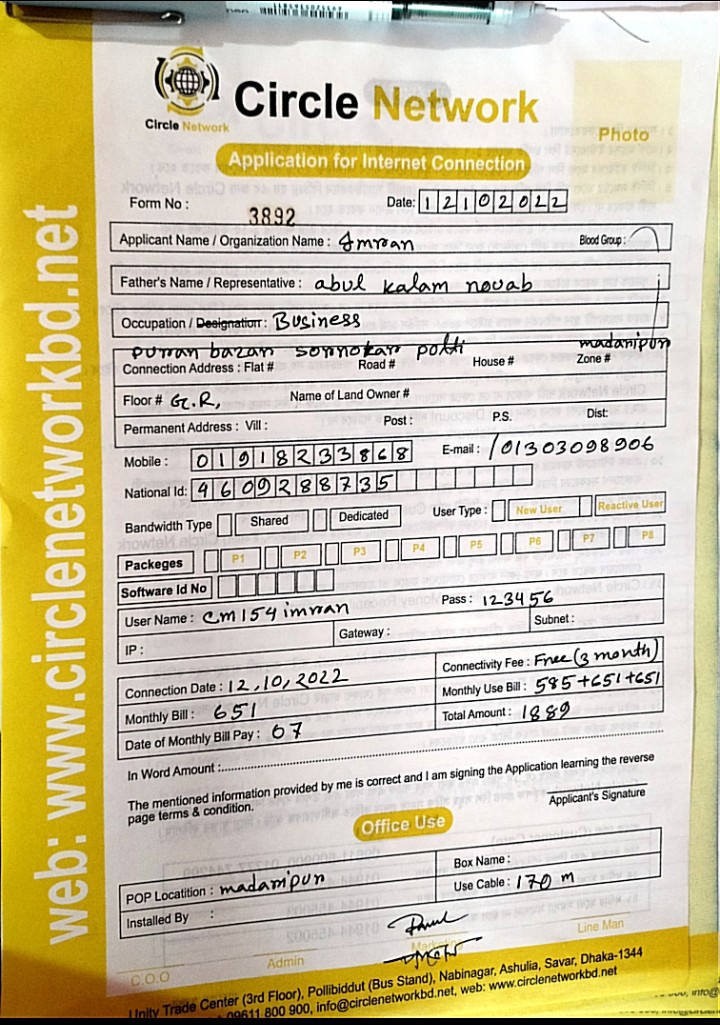 Circle Network
Circle Network
Photo
Application for Internet Connection
Form No : 3892 Date: 12102022
Applicant Name / Organization Name : Imran Blood Group :
Father's Name / Representative : abul kalam novab
Occupation / Designation : Business
purran bazar sornokar potti madaripur
Connection Address : Flat # Road # House # Zone #
Floor # G.R, Name of Land Owner #
Permanent Address : Vill : Post : P.S. Dist:
Mobile : 01918233868 E-mail : /01303098906
National Id: 4609288735
Bandwidth Type Shared Dedicated User Type : New User Reactive User
Packeges P1 P2 P3 P4 P5 P6 P7 P8
Software Id No
User Name : cm154imran Pass : 123456
IP : Gateway : Subnet :
Connection Date : 12,10,2022 Connectivity Fee : Free (3 month)
Monthly Bill : 651 Monthly Use Bill : 585+651+651
Date of Monthly Bill Pay : 07 Total Amount : 1889
In Word Amount :
The mentioned information provided by me is correct and I am signing the Application learning the reverse
page terms & condition.
Applicant's Signature
Office Use
POP Locatition : madaripur Box Name :
Installed By : Use Cable : 170 m
C.O.O Admin Marketing Line Man
Unity Trade Center (3rd Floor), Pollibiddut (Bus Stand), Nabinagar, Ashulia, Savar, Dhaka-1344
09611 800 900, info@circlenetworkbd.net, web: www.circlenetworkbd.net
web: www.circlenetworkbd.net